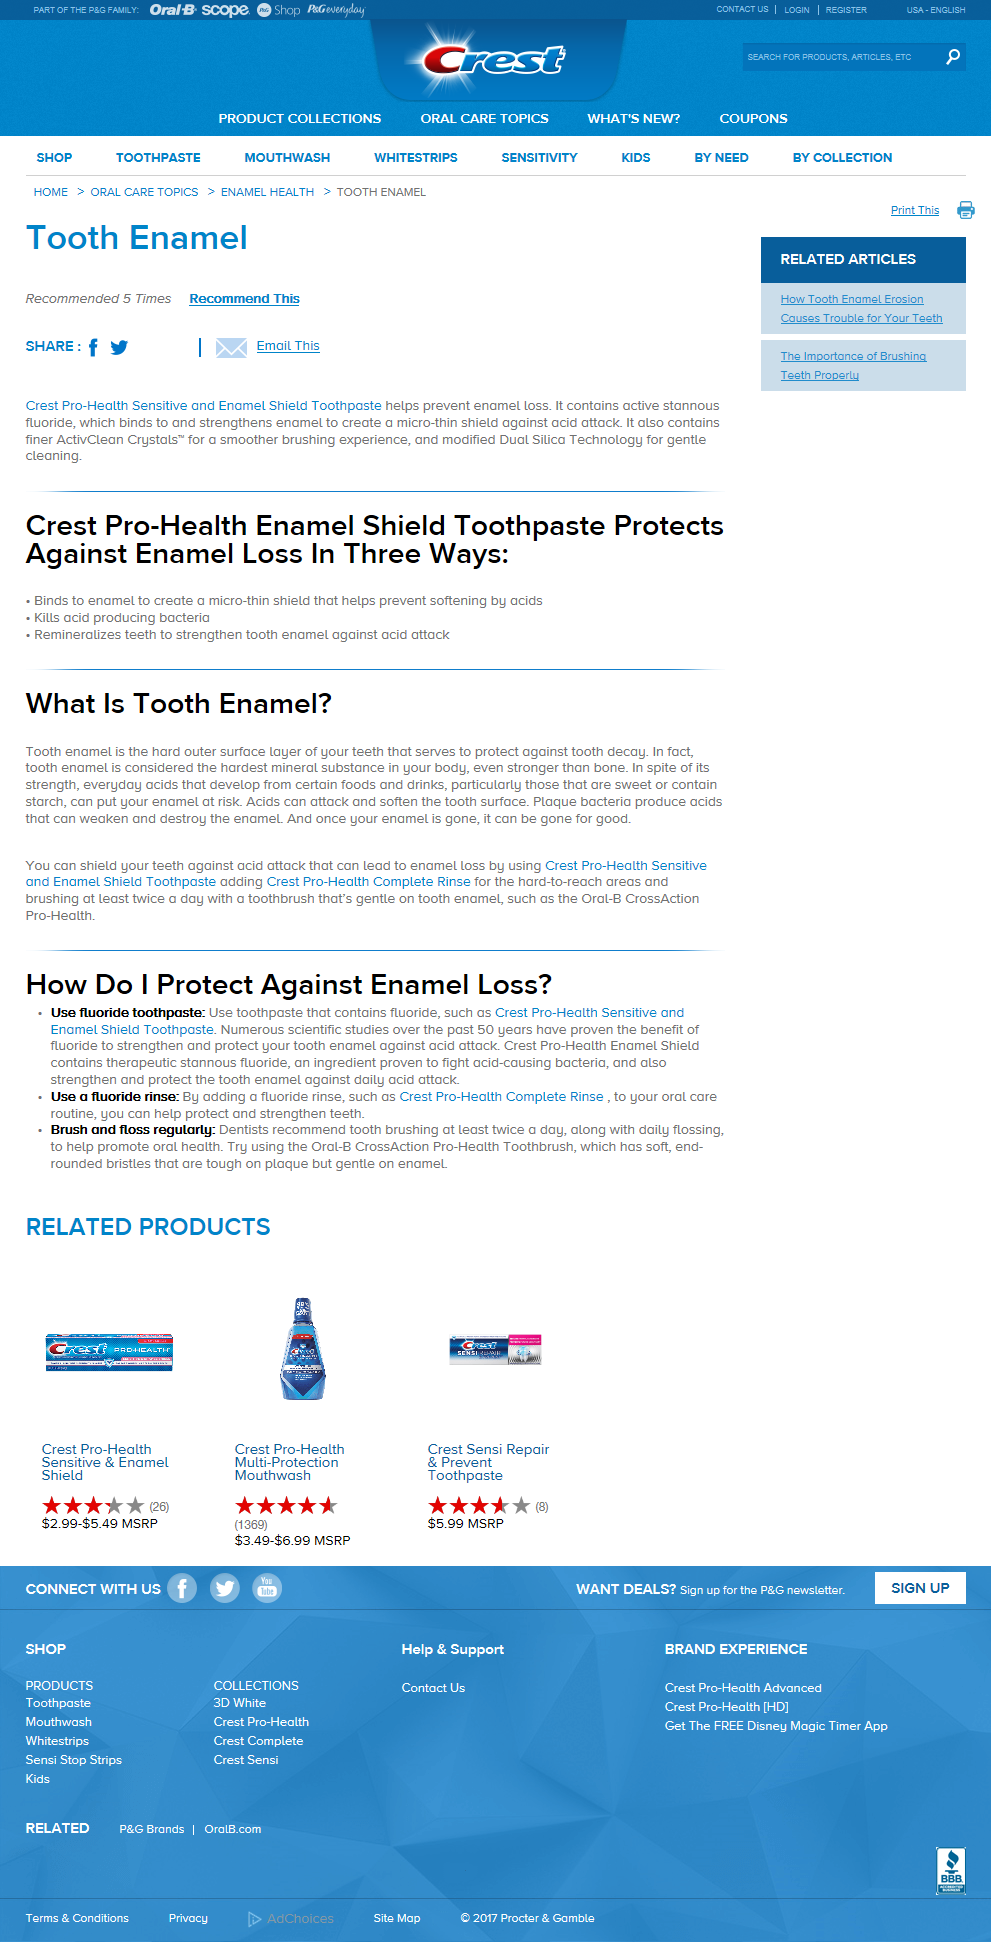 PART OF THE P&G FAMILY: Oral-B scope P&G Shop P&G everyday
CONTACT US | LOGIN | REGISTER USA - ENGLISH
Crest
SEARCH FOR PRODUCTS, ARTICLES, ETC
PRODUCT COLLECTIONS ORAL CARE TOPICS WHAT'S NEW? COUPONS
SHOP TOOTHPASTE MOUTHWASH WHITESTRIPS SENSITIVITY KIDS BY NEED BY COLLECTION
HOME > ORAL CARE TOPICS > ENAMEL HEALTH > TOOTH ENAMEL
Print This
Tooth Enamel
RELATED ARTICLES
How Tooth Enamel Erosion
Causes Trouble for Your Teeth
The Importance of Brushing
Teeth Properly
Recommended 5 Times Recommend This
SHARE : | Email This
Crest Pro-Health Sensitive and Enamel Shield Toothpaste helps prevent enamel loss. It contains active stannous
fluoride, which binds to and strengthens enamel to create a micro-thin shield against acid attack. It also contains
finer ActivClean Crystals™ for a smoother brushing experience, and modified Dual Silica Technology for gentle
cleaning.
Crest Pro-Health Enamel Shield Toothpaste Protects
Against Enamel Loss In Three Ways:
• Binds to enamel to create a micro-thin shield that helps prevent softening by acids
• Kills acid producing bacteria
• Remineralizes teeth to strengthen tooth enamel against acid attack
What Is Tooth Enamel?
Tooth enamel is the hard outer surface layer of your teeth that serves to protect against tooth decay. In fact,
tooth enamel is considered the hardest mineral substance in your body, even stronger than bone. In spite of its
strength, everyday acids that develop from certain foods and drinks, particularly those that are sweet or contain
starch, can put your enamel at risk. Acids can attack and soften the tooth surface. Plaque bacteria produce acids
that can weaken and destroy the enamel. And once your enamel is gone, it can be gone for good.
You can shield your teeth against acid attack that can lead to enamel loss by using Crest Pro-Health Sensitive
and Enamel Shield Toothpaste adding Crest Pro-Health Complete Rinse for the hard-to-reach areas and
brushing at least twice a day with a toothbrush that's gentle on tooth enamel, such as the Oral-B CrossAction
Pro-Health.
How Do I Protect Against Enamel Loss?
• Use fluoride toothpaste: Use toothpaste that contains fluoride, such as Crest Pro-Health Sensitive and
Enamel Shield Toothpaste. Numerous scientific studies over the past 50 years have proven the benefit of
fluoride to strengthen and protect your tooth enamel against acid attack. Crest Pro-Health Enamel Shield
contains therapeutic stannous fluoride, an ingredient proven to fight acid-causing bacteria, and also
strengthen and protect the tooth enamel against daily acid attack.
• Use a fluoride rinse: By adding a fluoride rinse, such as Crest Pro-Health Complete Rinse , to your oral care
routine, you can help protect and strengthen teeth.
• Brush and floss regularly: Dentists recommend tooth brushing at least twice a day, along with daily flossing,
to help promote oral health. Try using the Oral-B CrossAction Pro-Health Toothbrush, which has soft, end-
rounded bristles that are tough on plaque but gentle on enamel.
RELATED PRODUCTS
Crest PRO-HEALTH
Crest
SENSI REPAIR
Crest Pro-Health
Sensitive & Enamel
Shield
(26)
$2.99-$5.49 MSRP
Crest Pro-Health
Multi-Protection
Mouthwash
(1369)
$3.49-$6.99 MSRP
Crest Sensi Repair
& Prevent
Toothpaste
(8)
$5.99 MSRP
CONNECT WITH US You Tube
WANT DEALS? Sign up for the P&G newsletter. SIGN UP
SHOP
PRODUCTS
Toothpaste
Mouthwash
Whitestrips
Sensi Stop Strips
Kids
COLLECTIONS
3D White
Crest Pro-Health
Crest Complete
Crest Sensi
Help & Support
Contact Us
BRAND EXPERIENCE
Crest Pro-Health Advanced
Crest Pro-Health [HD]
Get The FREE Disney Magic Timer App
RELATED P&G Brands | OralB.com
BBB
ACCREDITED
BUSINESS
Terms & Conditions Privacy AdChoices Site Map © 2017 Procter & Gamble